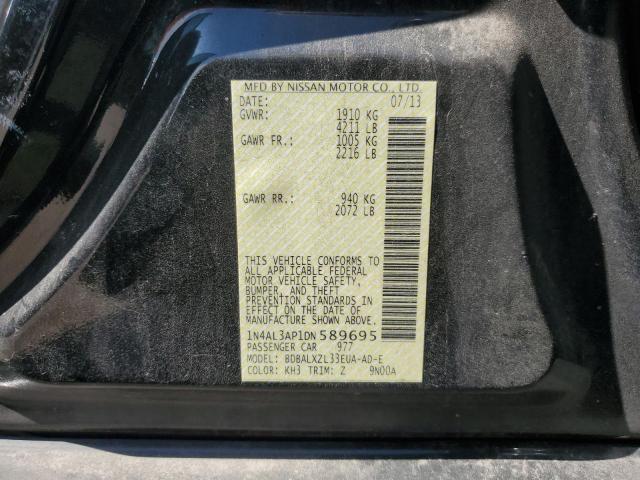 MFD BY NISSAN MOTOR CO., LTD.
DATE: 07/13
GVWR: 1910 KG
4211 LB
GAWR FR.: 1005 KG
2216 LB
GAWR RR.: 940 KG
2072 LB
THIS VEHICLE CONFORMS TO
ALL APPLICABLE FEDERAL
MOTOR VEHICLE SAFETY,
BUMPER, AND THEFT
PREVENTION STANDARDS IN
EFFECT ON THE DATE OF
MANUFACTURE SHOWN ABOVE.
1N4AL3AP1DN 589695
PASSENGER CAR 977
MODEL: BDBALXZL33EUA-AD-E
COLOR: KH3 TRIM: Z 9N00A